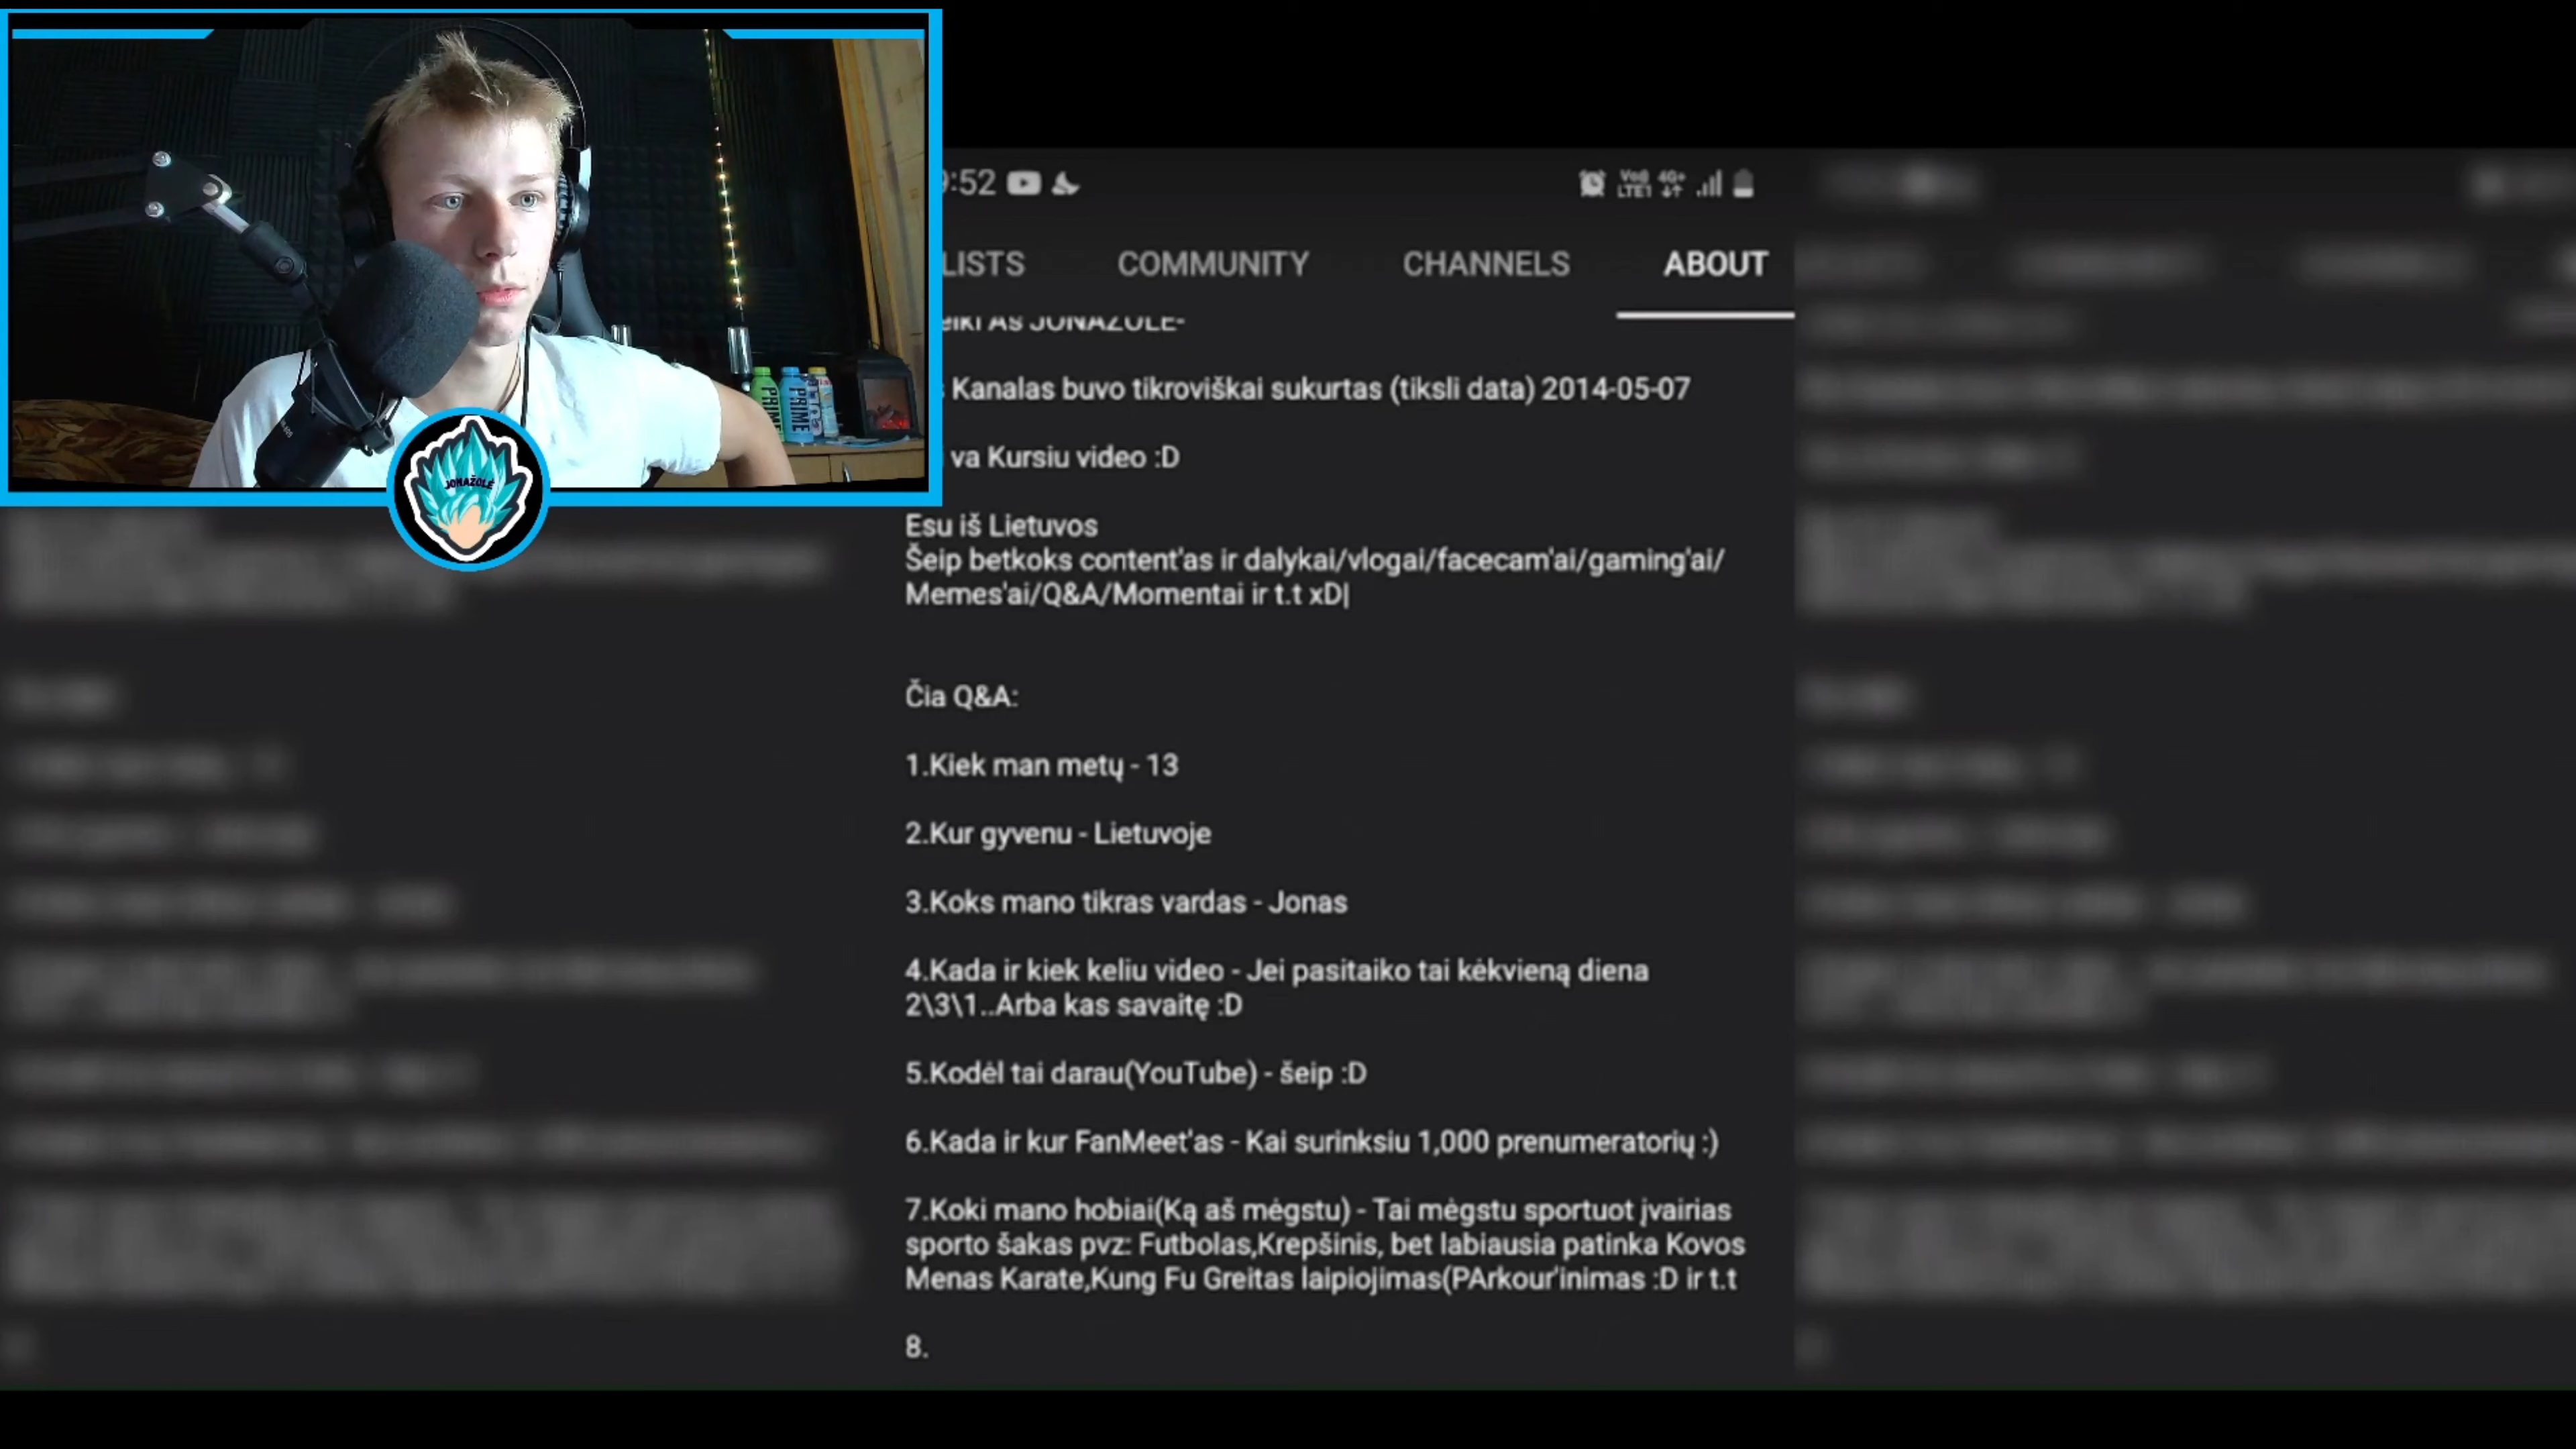 :52
Vo)) 4G+
LTE1
LISTS COMMUNITY CHANNELS ABOUT
eiki As JONAŽOLĖ-
Kanalas buvo tikroviškai sukurtas (tiksli data) 2014-05-07
va Kursiu video :D
Esu iš Lietuvos
Šeip betkoks content'as ir dalykai/vlogai/facecam'ai/gaming'ai/
Memes'ai/Q&A/Momentai ir t.t xD|
Čia Q&A:
1.Kiek man metų - 13
2.Kur gyvenu - Lietuvoje
3.Koks mano tikras vardas - Jonas
4.Kada ir kiek keliu video - Jei pasitaiko tai kėkvieną diena
2\3\1..Arba kas savaitę :D
5.Kodėl tai darau(YouTube) - šeip :D
6.Kada ir kur FanMeet'as - Kai surinksiu 1,000 prenumeratorių :)
7.Koki mano hobiai(Ką aš mėgstu) - Tai mėgstu sportuot įvairias
sporto šakas pvz: Futbolas,Krepšinis, bet labiausia patinka Kovos
Menas Karate,Kung Fu Greitas laipiojimas(PArkour'inimas :D ir t.t
8.
PRIME
PRIME
JONAŽOLĖ